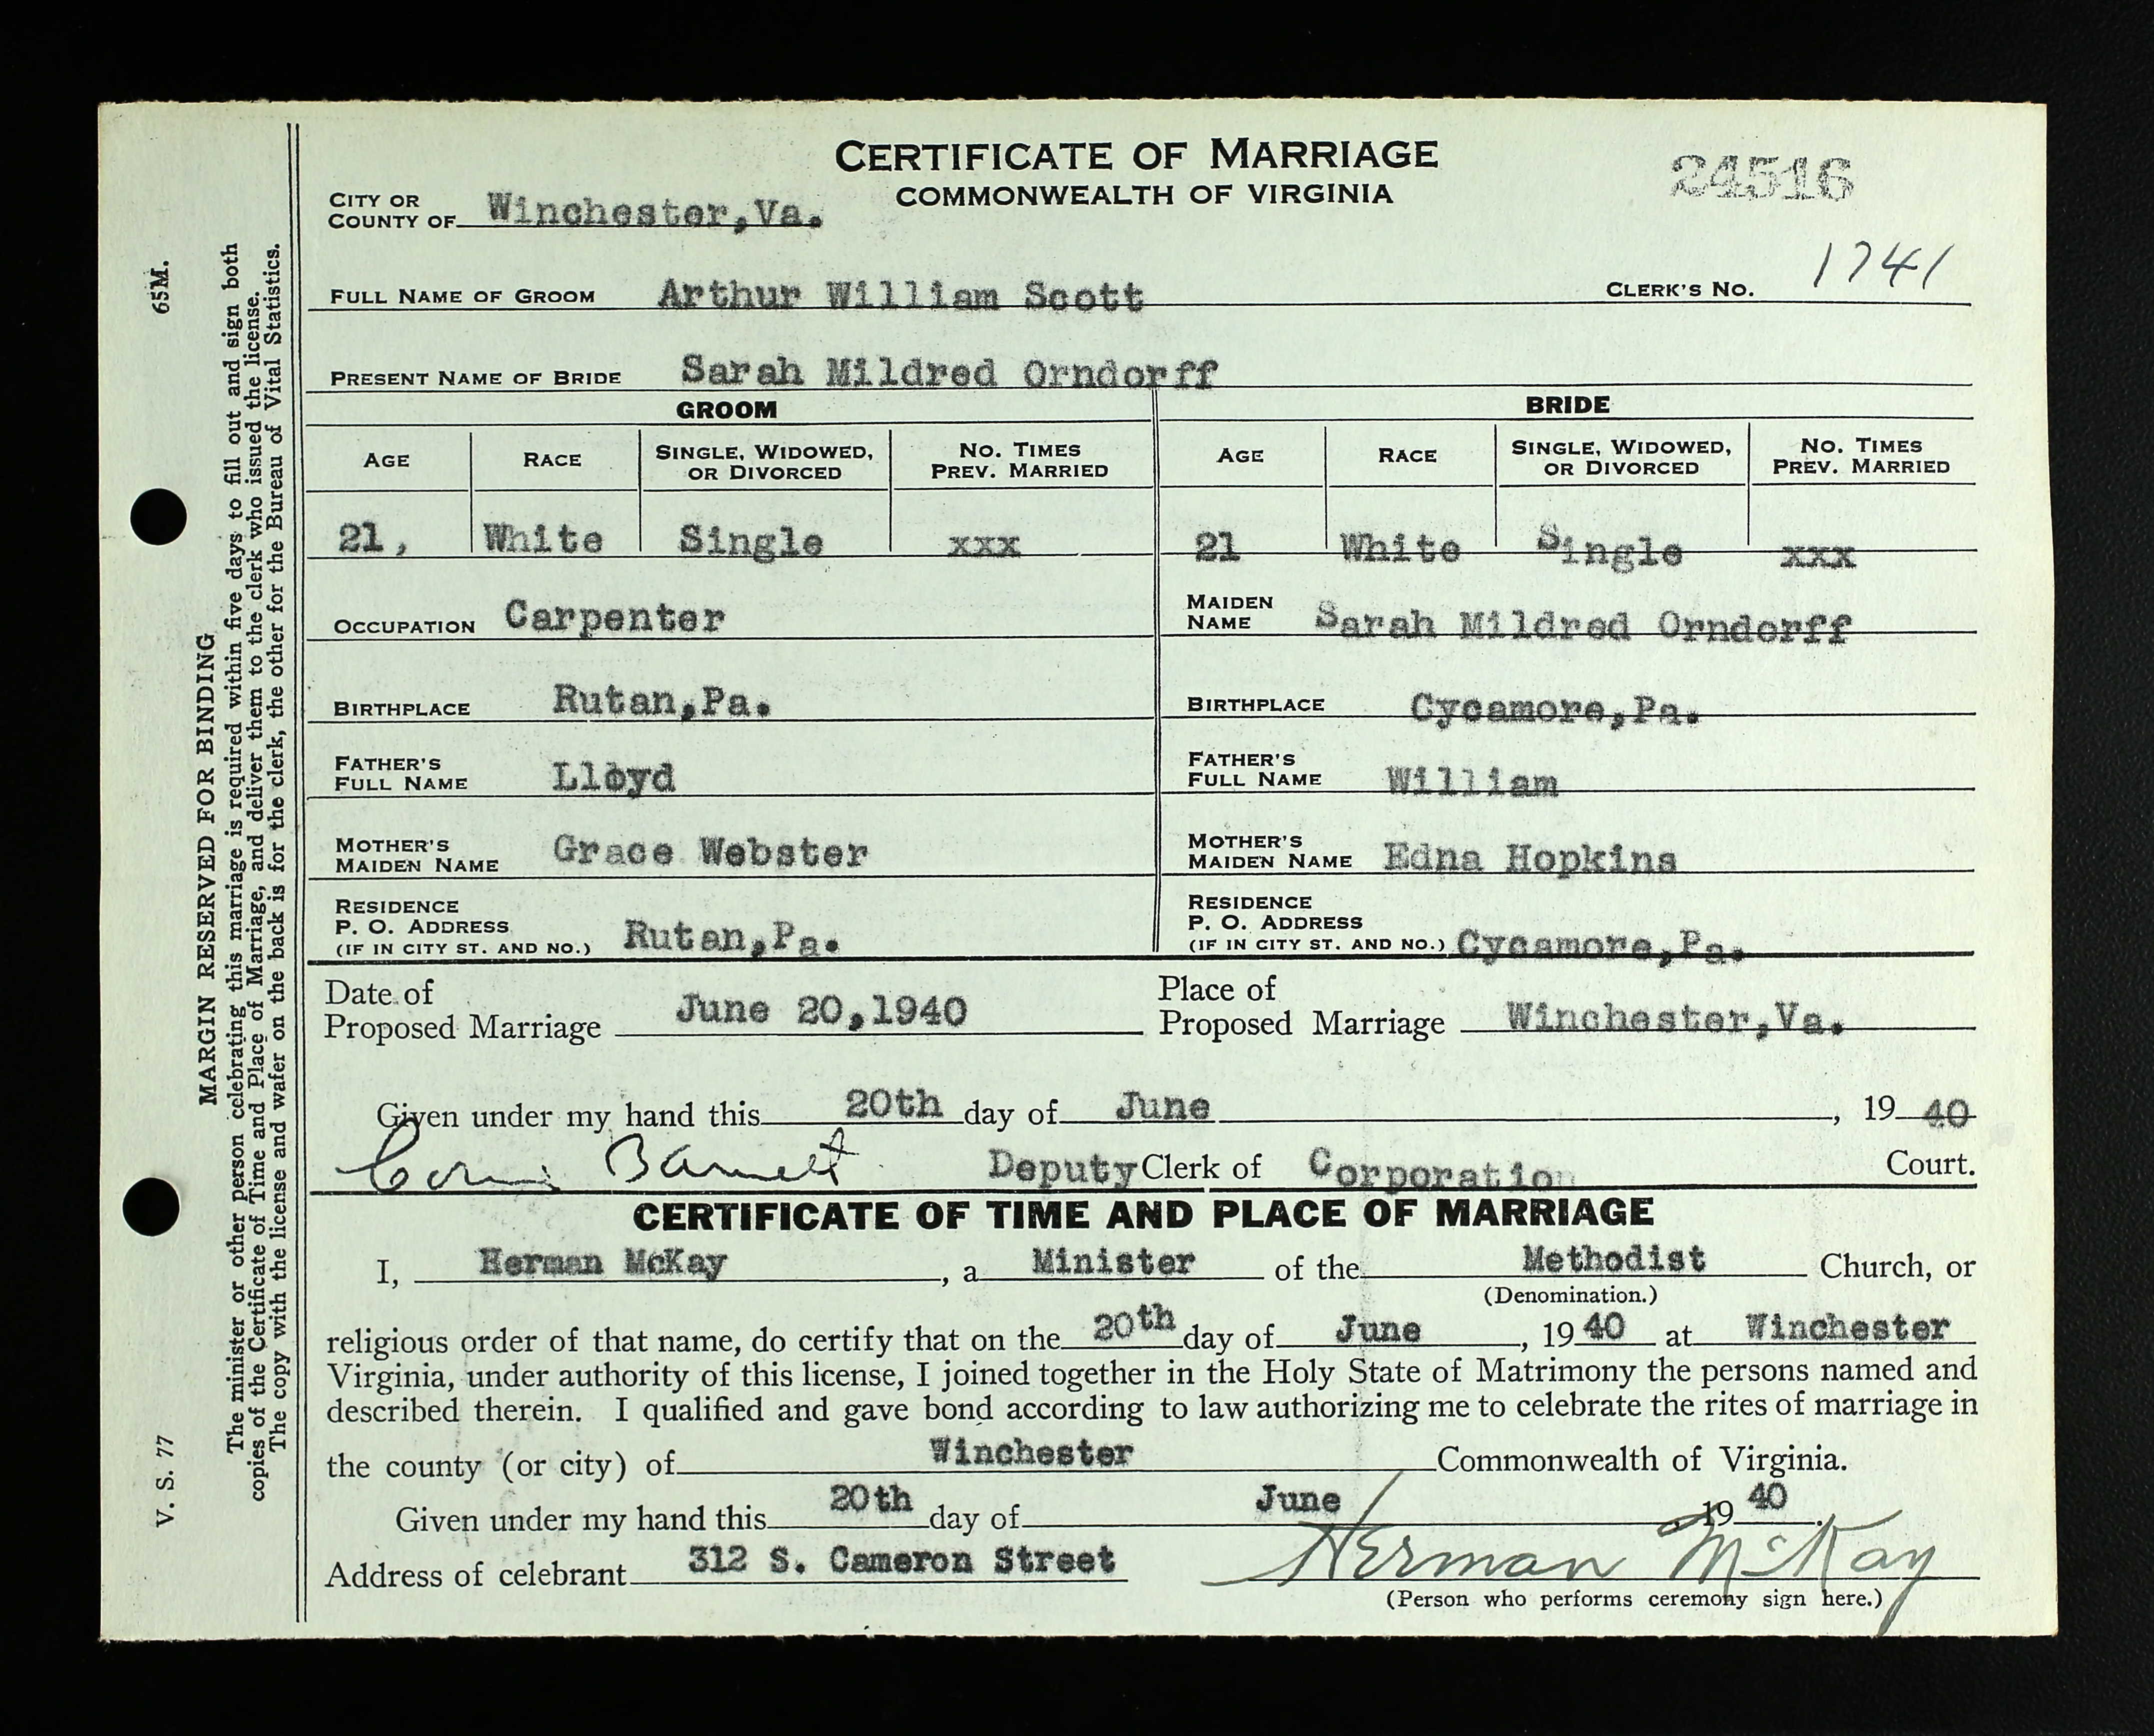 CERTIFICATE OF MARRIAGE
COMMONWEALTH OF VIRGINIA
24516
CITY OR COUNTY OF Winchester,Va.
CLERK'S NO. 1741
FULL NAME OF GROOM Arthur William Scott
PRESENT NAME OF BRIDE Sarah Mildred Orndorff
GROOM BRIDE
AGE RACE SINGLE, WIDOWED, OR DIVORCED NO. TIMES PREV. MARRIED AGE RACE SINGLE, WIDOWED, OR DIVORCED NO. TIMES PREV. MARRIED
21, White Single xxx 21 White Single xxx
OCCUPATION Carpenter
MAIDEN NAME Sarah Mildred Orndorff
BIRTHPLACE Rutan,Pa.
BIRTHPLACE Cycamore,Pa.
FATHER'S FULL NAME Lloyd
FATHER'S FULL NAME William
MOTHER'S MAIDEN NAME Grace Webster
MOTHER'S MAIDEN NAME Edna Hopkins
RESIDENCE
P. O. ADDRESS
(IF IN CITY ST. AND NO.) Rutan,Pa.
RESIDENCE
P. O. ADDRESS
(IF IN CITY ST. AND NO.) Cycamore,Pa.
Date of Proposed Marriage June 20,1940
Place of Proposed Marriage Winchester,Va.
Given under my hand this 20th day of June, 19 40
Barnett Deputy Clerk of Corporation Court.
CERTIFICATE OF TIME AND PLACE OF MARRIAGE
I, Herman McKay, a Minister of the Methodist Church, or
(Denomination.)
religious order of that name, do certify that on the 20th day of June, 19 40 at Winchester
Virginia, under authority of this license, I joined together in the Holy State of Matrimony the persons named and
described therein. I qualified and gave bond according to law authorizing me to celebrate the rites of marriage in
the county (or city) of Winchester Commonwealth of Virginia.
Given under my hand this 20th day of June, 19 40.
Address of celebrant 312 S. Cameron Street Herman McKay
(Person who performs ceremony sign here.)
V. S. 77 65M.
MARGIN RESERVED FOR BINDING
The minister or other person celebrating this marriage is required within five days to fill out and sign both
copies of the Certificate of Time and Place of Marriage, and deliver them to the clerk who issued the license.
The copy with the license and wafer on the back is for the clerk, the other for the Bureau of Vital Statistics.